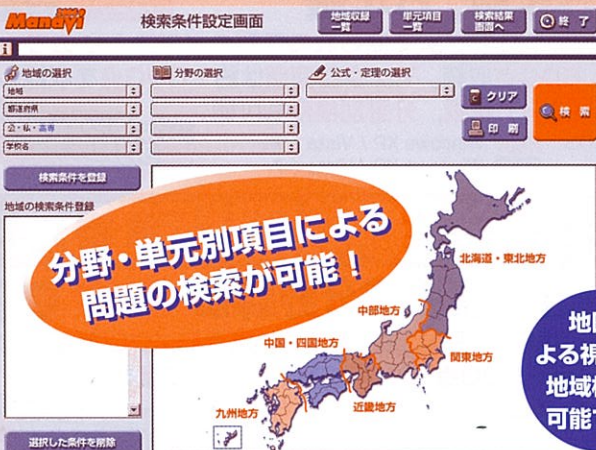 Mandvi
検索条件設定画面
地域収録
一覧
単元項目
一覧
検索結果
画面へ
終 了
i
地域の選択
分野の選択
公式・定理の選択
地域
都道府県
公・私・高専
学校名
クリア
印 刷
検 索
検索条件を登録
地域の検索条件登録
分野・単元別項目による
問題の検索が可能！
北海道・東北地方
中部地方
中国・四国地方
関東地方
近畿地方
九州地方
よる視
地域
可能
選択した条件を削除